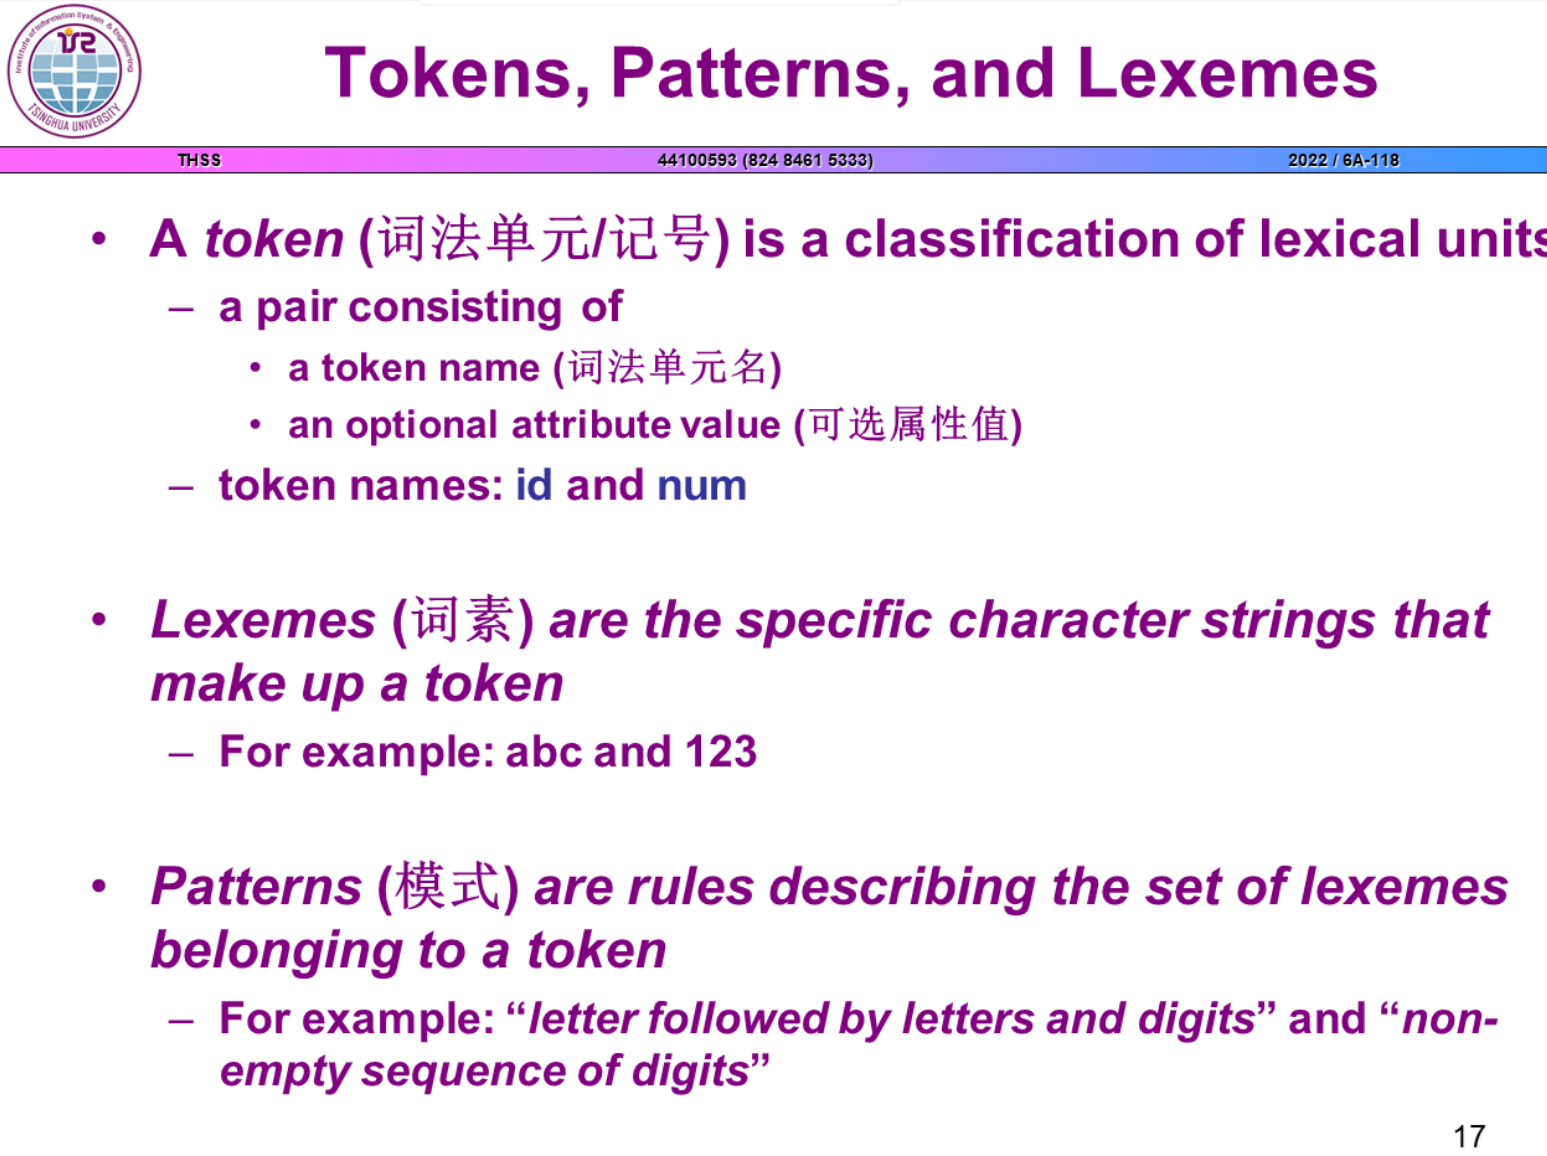 Institute of Information System & Engineering
TSINGHUA UNIVERSITY
Tokens, Patterns, and Lexemes
THSS 44100593 (824 8461 5333) 2022 / 6A-118
• A token (词法单元/记号) is a classification of lexical units
– a pair consisting of
• a token name (词法单元名)
• an optional attribute value (可选属性值)
– token names: id and num
• Lexemes (词素) are the specific character strings that
make up a token
– For example: abc and 123
• Patterns (模式) are rules describing the set of lexemes
belonging to a token
– For example: “letter followed by letters and digits” and “non-
empty sequence of digits”
17